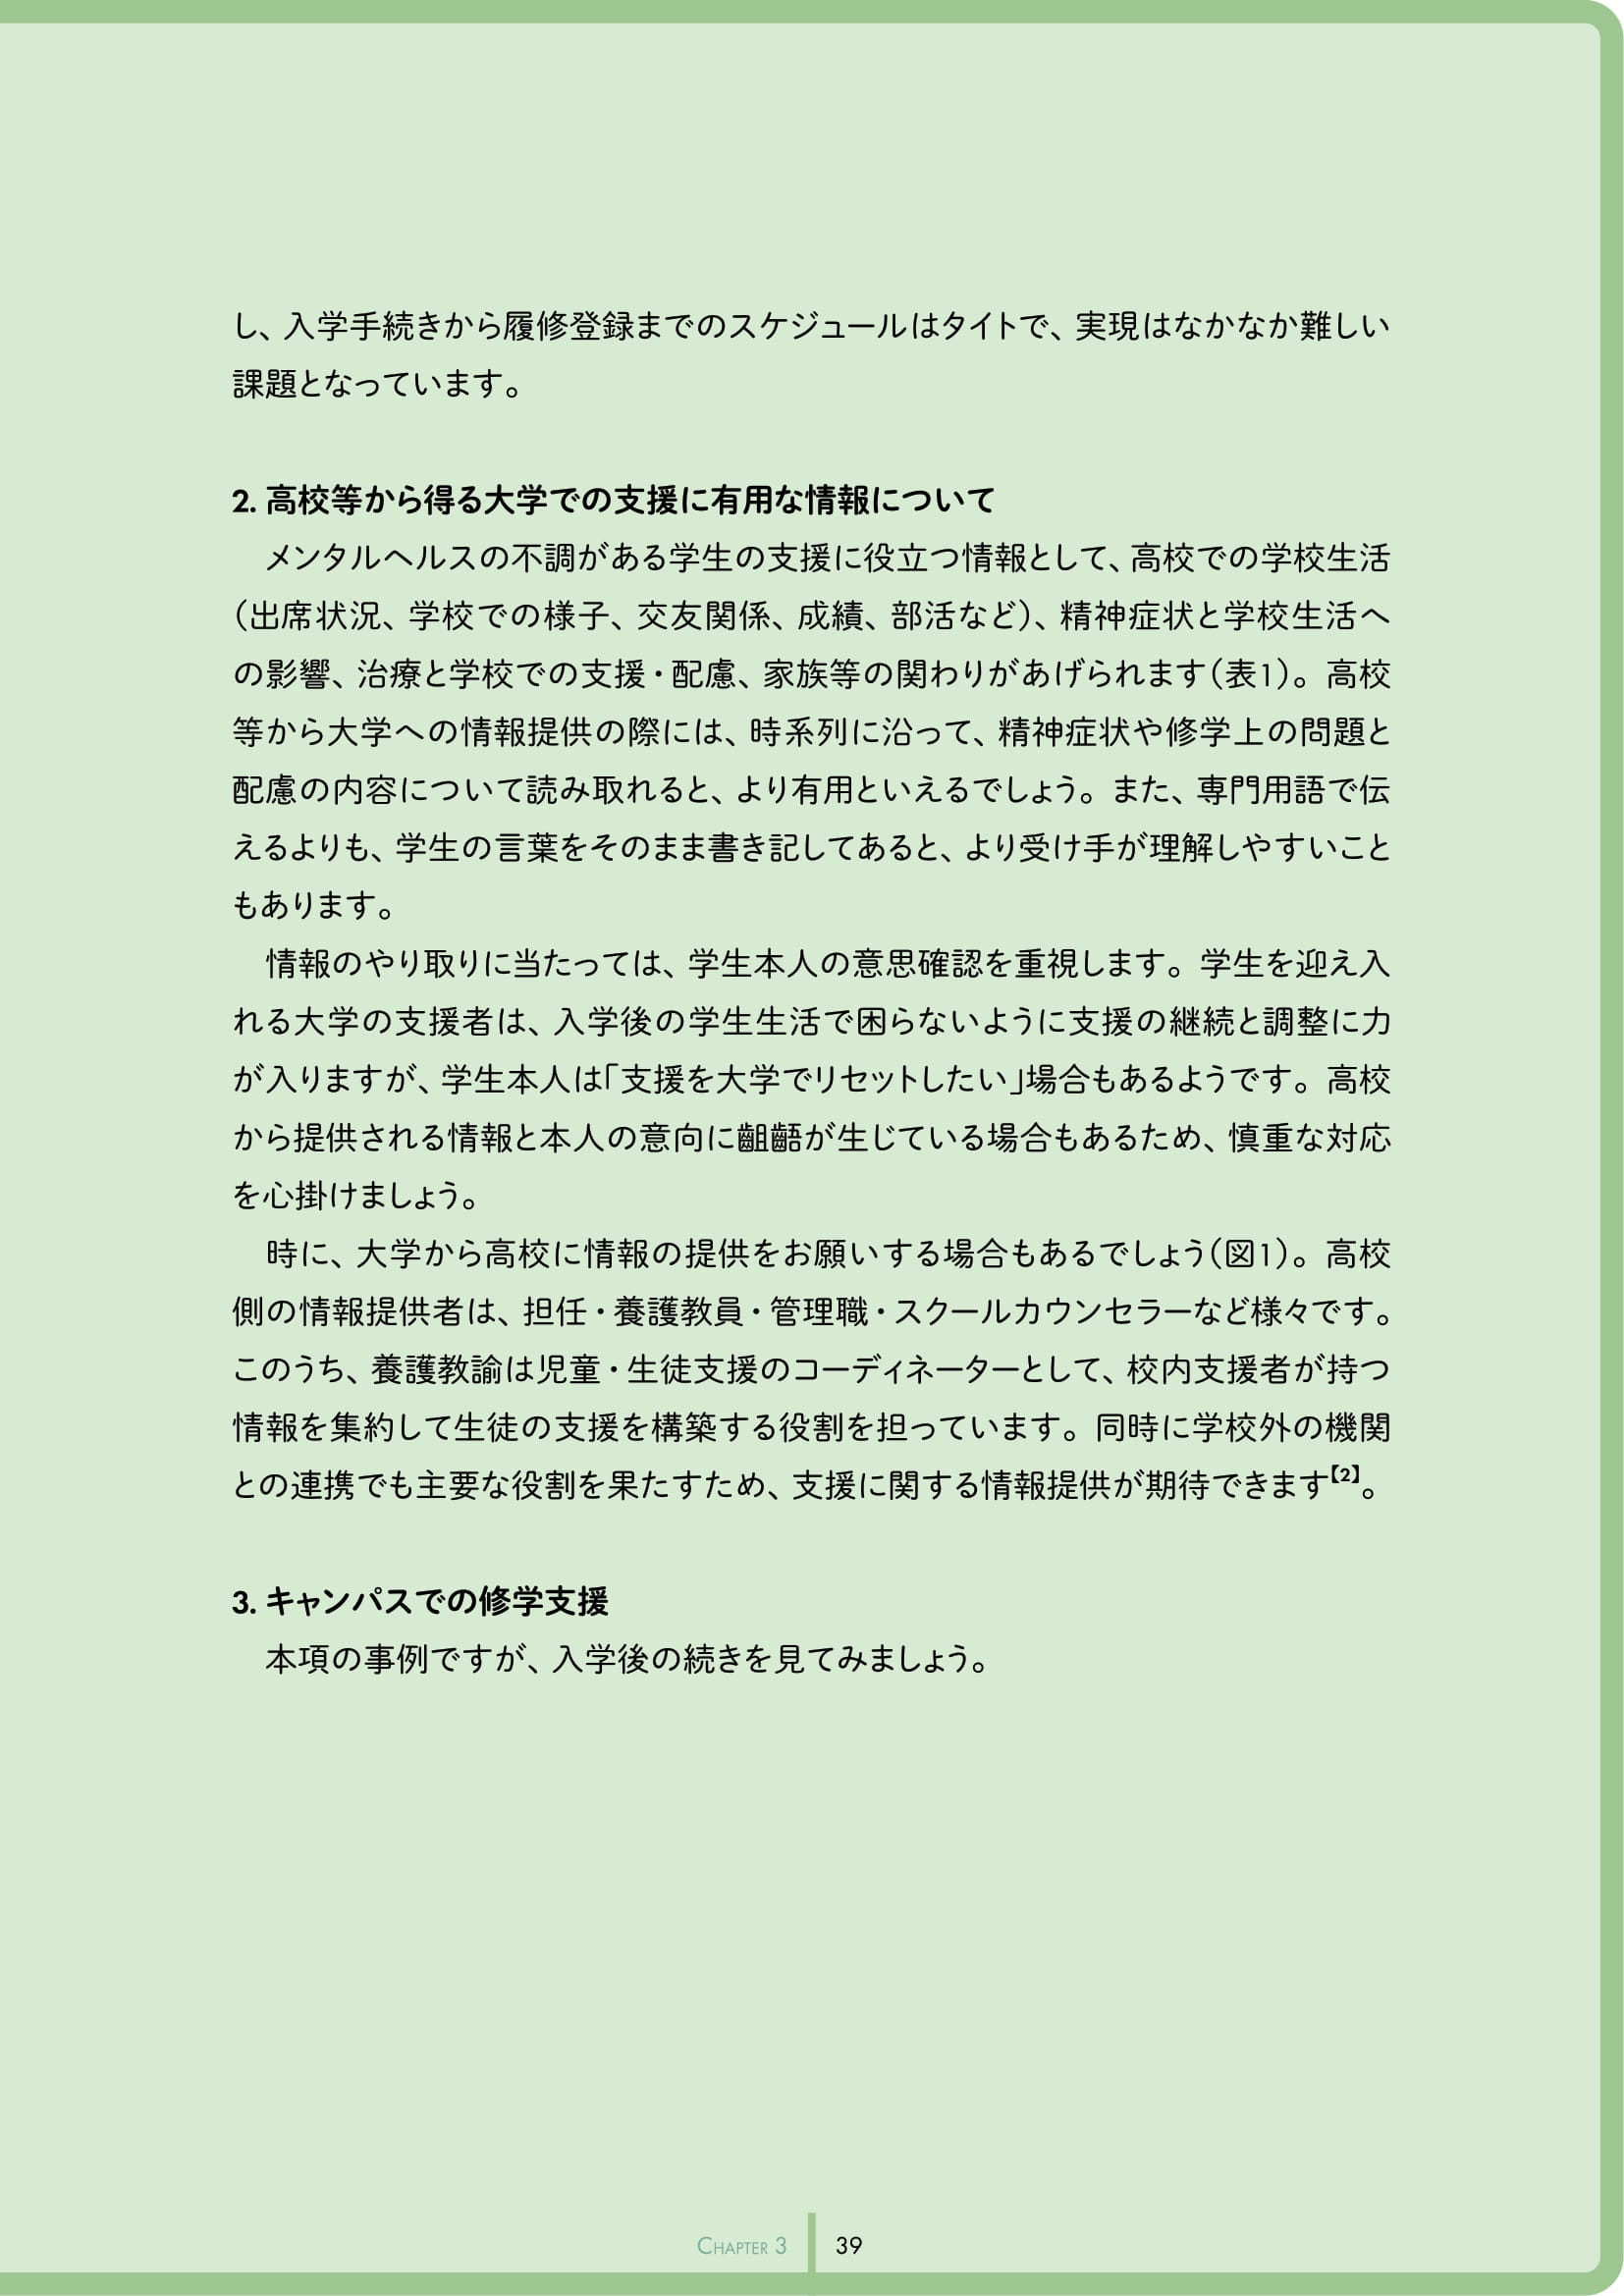 し、入学手続きから履修登録までのスケジュールはタイトで、実現はなかなか難しい
課題となっています。
2. 高校等から得る大学での支援に有用な情報について
メンタルヘルスの不調がある学生の支援に役立つ情報として、高校での学校生活
（出席状況、学校での様子、交友関係、成績、部活など）、精神症状と学校生活へ
の影響、治療と学校での支援・配慮、家族等の関わりがあげられます（表1）。高校
等から大学への情報提供の際には、時系列に沿って、精神症状や修学上の問題と
配慮の内容について読み取れると、より有用といえるでしょう。また、専門用語で伝
えるよりも、学生の言葉をそのまま書き記してあると、より受け手が理解しやすいこと
もあります。
情報のやり取りに当たっては、学生本人の意思確認を重視します。学生を迎え入
れる大学の支援者は、入学後の学生生活で困らないように支援の継続と調整に力
が入りますが、学生本人は「支援を大学でリセットしたい」場合もあるようです。高校
から提供される情報と本人の意向に齟齬が生じている場合もあるため、慎重な対応
を心掛けましょう。
時に、大学から高校に情報の提供をお願いする場合もあるでしょう（図1）。高校
側の情報提供者は、担任・養護教員・管理職・スクールカウンセラーなど様々です。
このうち、養護教諭は児童・生徒支援のコーディネーターとして、校内支援者が持つ
情報を集約して生徒の支援を構築する役割を担っています。同時に学校外の機関
との連携でも主要な役割を果たすため、支援に関する情報提供が期待できます【2】。
3. キャンパスでの修学支援
本項の事例ですが、入学後の続きを見てみましょう。
CHAPTER 3
39